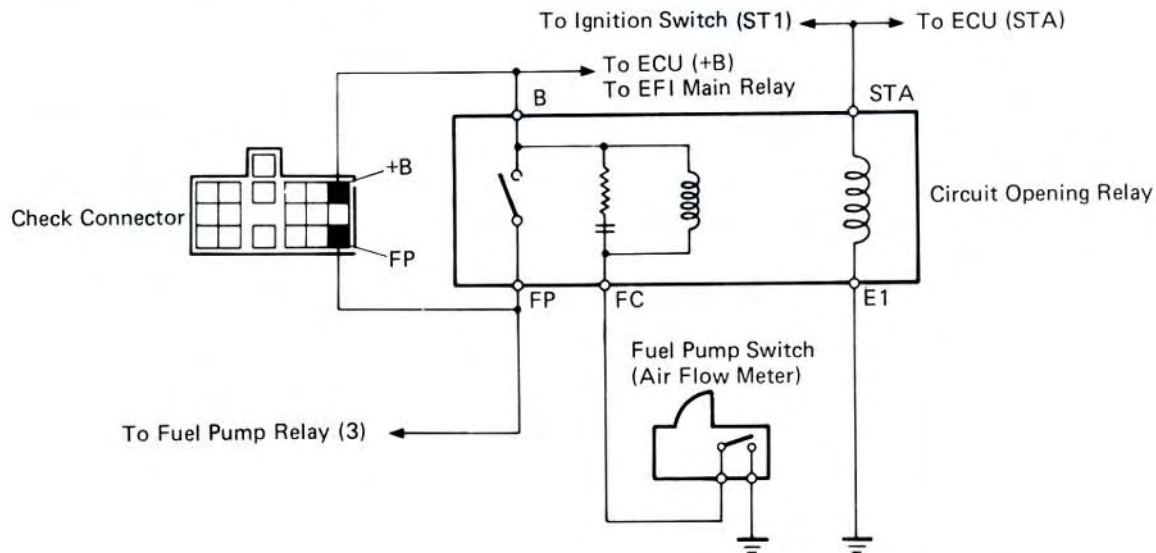 To Ignition Switch (ST1)
To ECU (STA)
To ECU (+B)
To EFI Main Relay
B
STA
+B
Check Connector
Circuit Opening Relay
FP
FP
FC
E1
Fuel Pump Switch
(Air Flow Meter)
To Fuel Pump Relay (3)